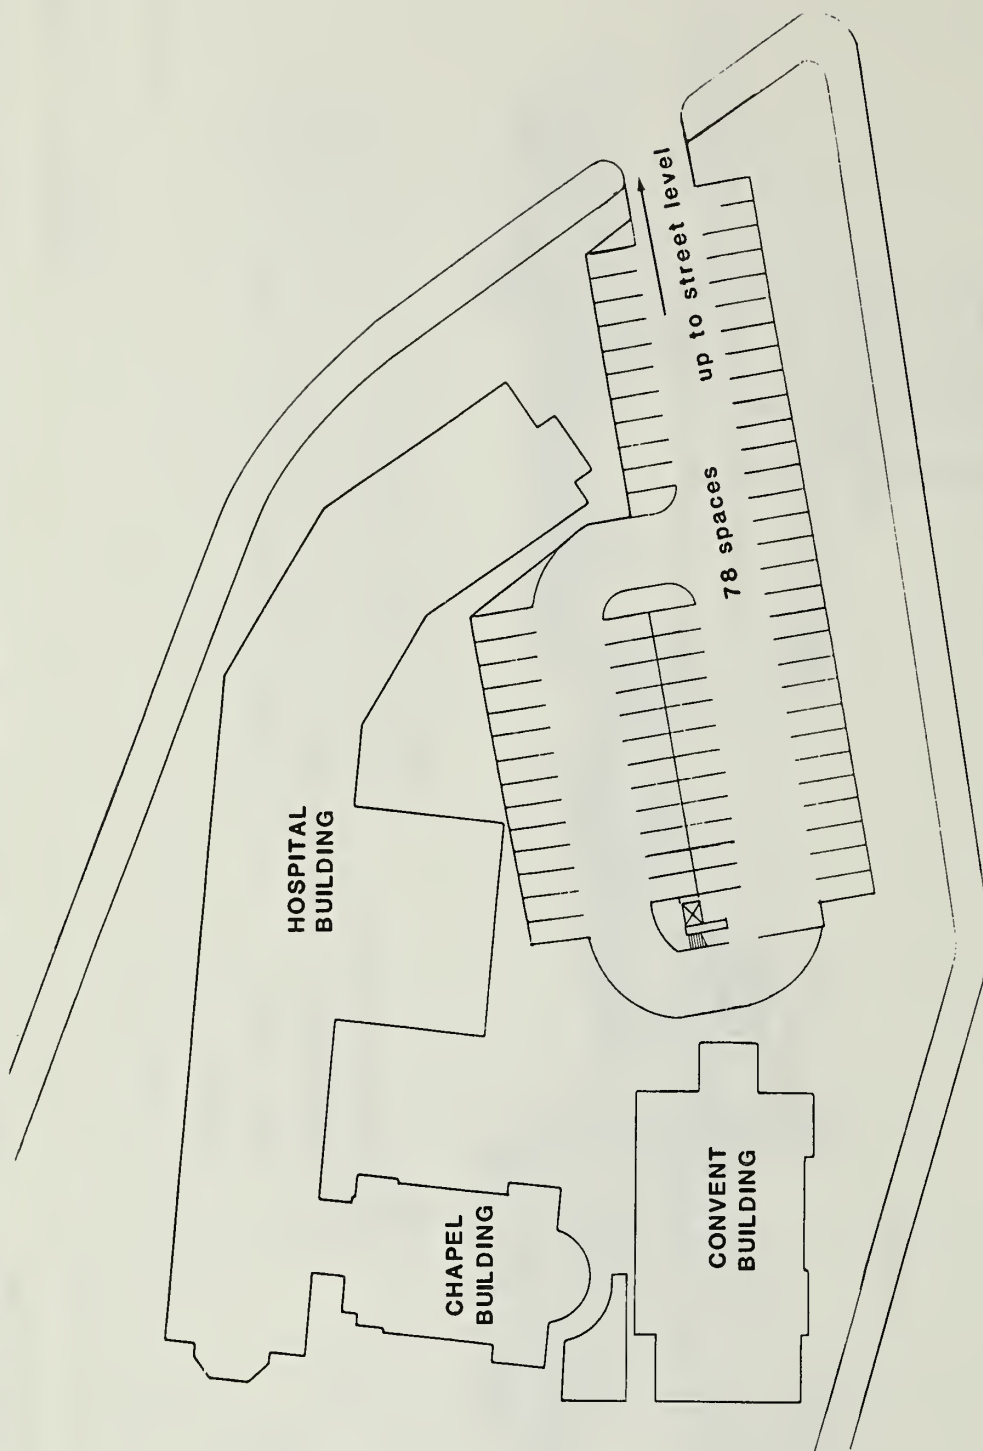 HOSPITAL
BUILDING
CHAPEL
BUILDING
CONVENT
BUILDING
78 spaces
up to street level